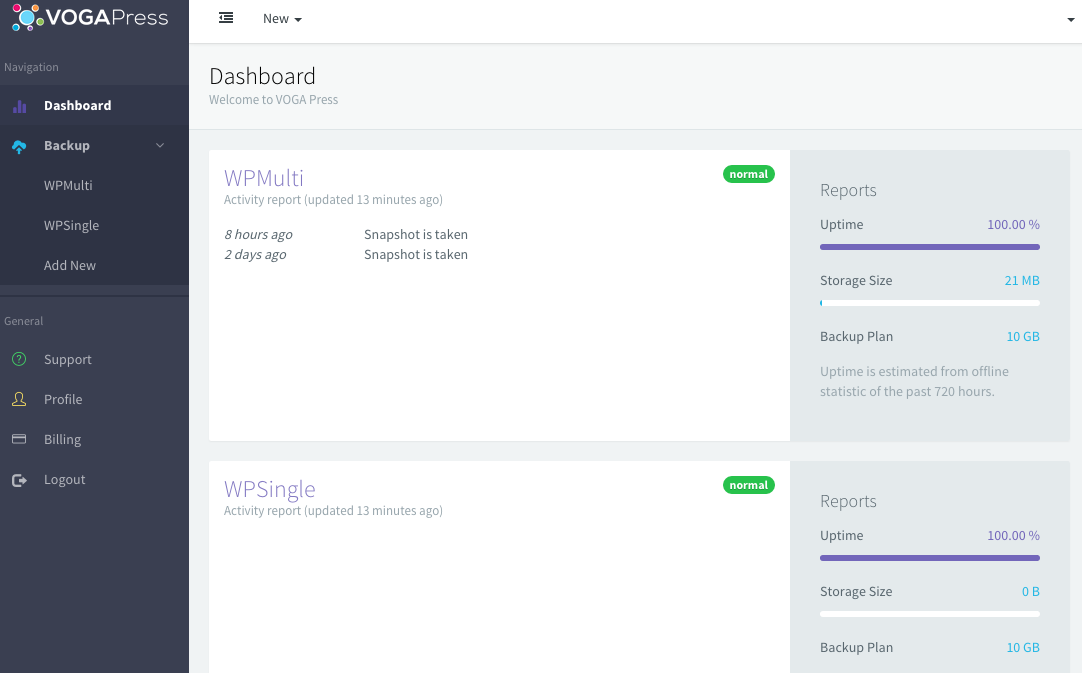 VOGAPress
New
Navigation
Dashboard
Backup
WPMulti
WPSingle
Add New
General
Support
Profile
Billing
Logout
Dashboard
Welcome to VOGA Press
WPMulti
normal
Activity report (updated 13 minutes ago)
8 hours ago Snapshot is taken
2 days ago Snapshot is taken
Reports
Uptime 100.00 %
Storage Size 21 MB
Backup Plan 10 GB
Uptime is estimated from offline
statistic of the past 720 hours.
WPSingle
normal
Activity report (updated 13 minutes ago)
Reports
Uptime 100.00 %
Storage Size 0 B
Backup Plan 10 GB